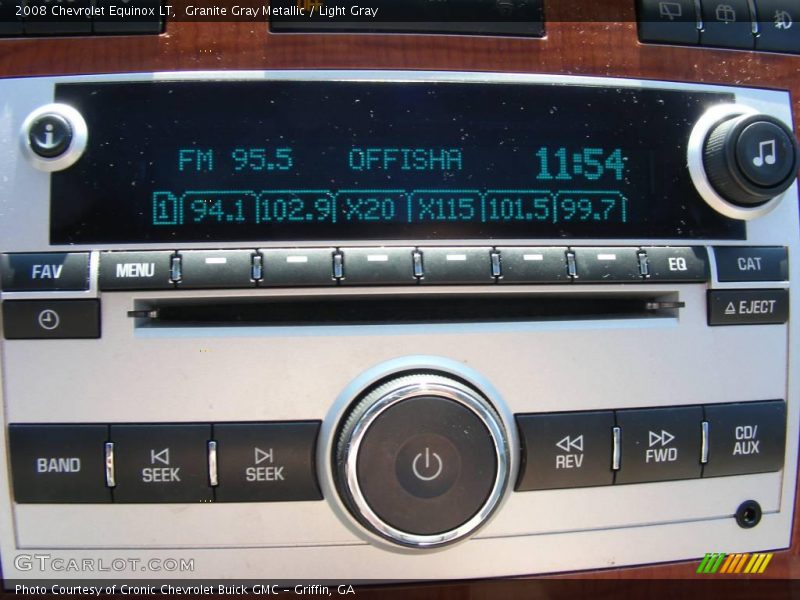 2008 Chevrolet Equinox LT, Granite Gray Metallic / Light Gray
i
FM 95.5 OFFISHA 11:54
1 94.1 102.9 X20 X115 101.5 99.7
FAV MENU EQ CAT
EJECT
BAND SEEK SEEK REV FWD CD/
AUX
GTCARLOT.COM
Photo Courtesy of Cronic Chevrolet Buick GMC - Griffin, GA